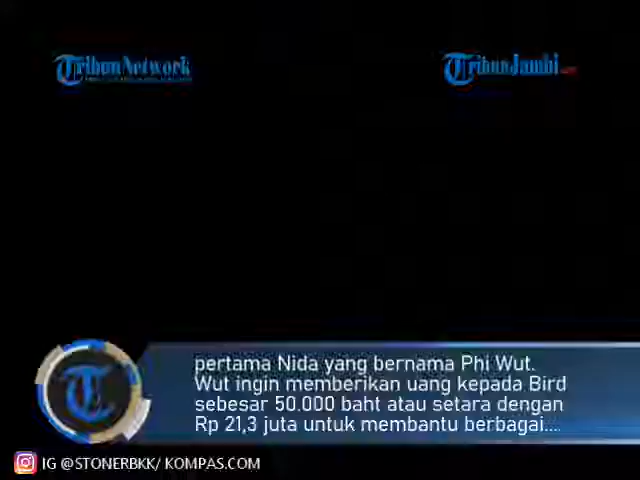 TribunNetwork
TribunJambi.com
pertama Nida yang bernama Phi Wut.
Wut ingin memberikan uang kepada Bird
sebesar 50.000 baht atau setara dengan
Rp 21,3 juta untuk membantu berbagai....
IG @STONERBKK/ KOMPAS.COM